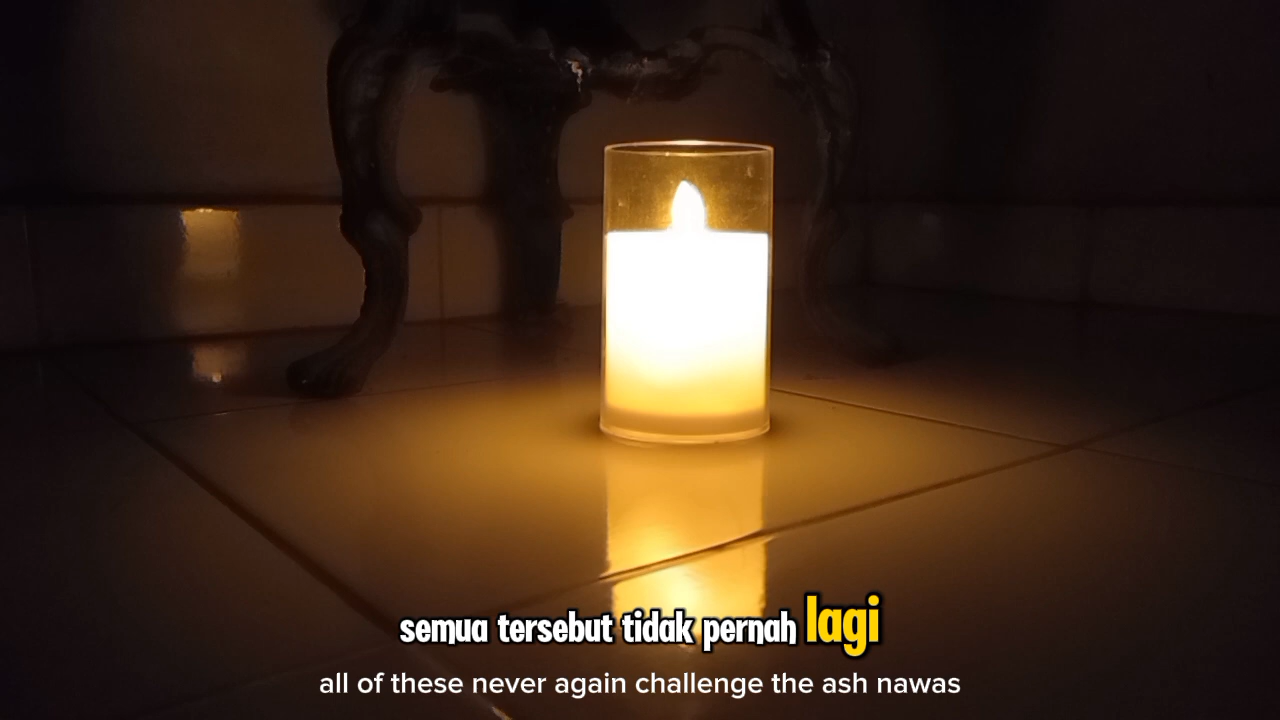 semua tersebut tidak pernah lagi
all of these never again challenge the ash nawas